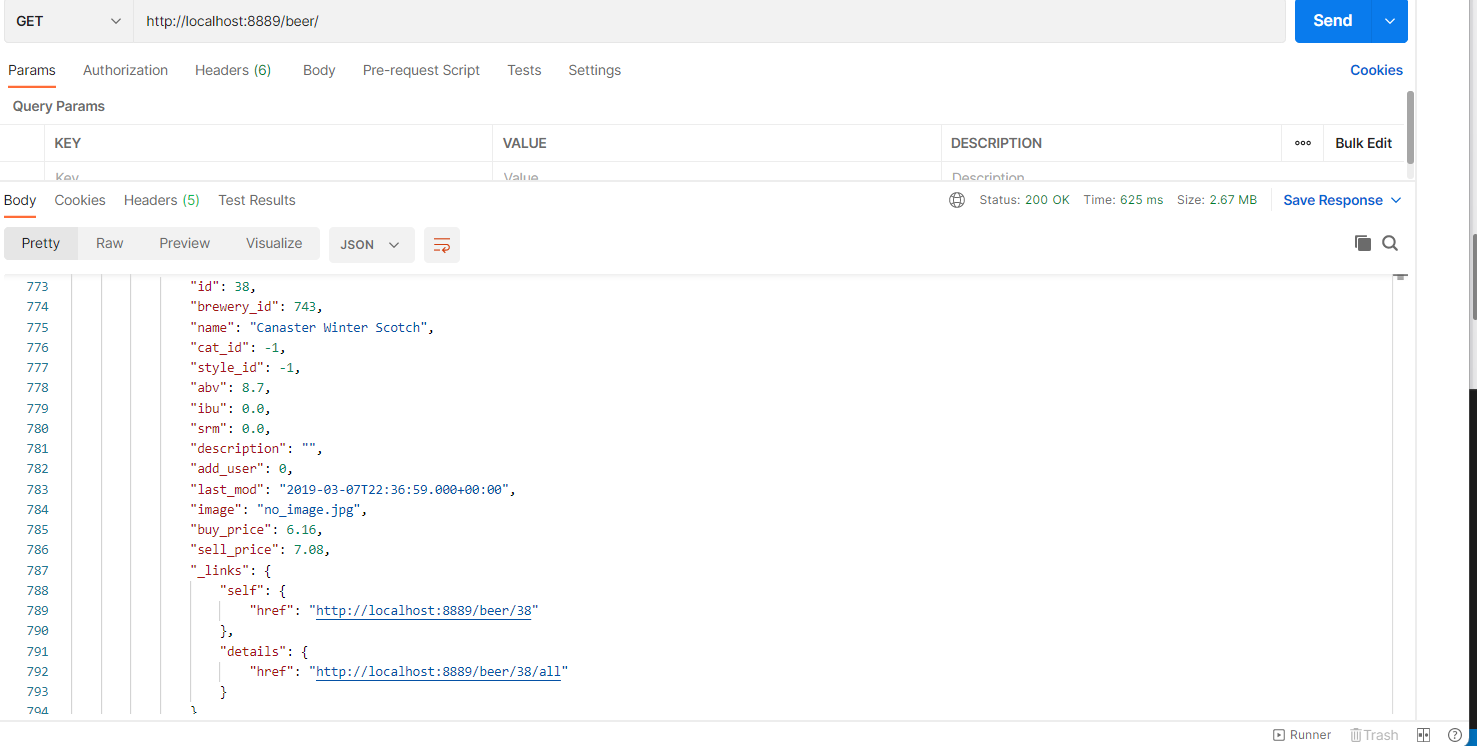 GET http://localhost:8889/beer/ Send
Params Authorization Headers (6) Body Pre-request Script Tests Settings Cookies
Query Params
KEY VALUE DESCRIPTION ooo Bulk Edit
Key Value Description
Body Cookies Headers (5) Test Results Status: 200 OK Time: 625 ms Size: 2.67 MB Save Response
Pretty Raw Preview Visualize JSON
773 "id": 38,
774 "brewery_id": 743,
775 "name": "Canaster Winter Scotch",
776 "cat_id": -1,
777 "style_id": -1,
778 "abv": 8.7,
779 "ibu": 0.0,
780 "srm": 0.0,
781 "description": "",
782 "add_user": 0,
783 "last_mod": "2019-03-07T22:36:59.000+00:00",
784 "image": "no_image.jpg",
785 "buy_price": 6.16,
786 "sell_price": 7.08,
787 "_links": {
788 "self": {
789 "href": "http://localhost:8889/beer/38"
790 },
791 "details": {
792 "href": "http://localhost:8889/beer/38/all"
793 }
794 }
Runner Trash